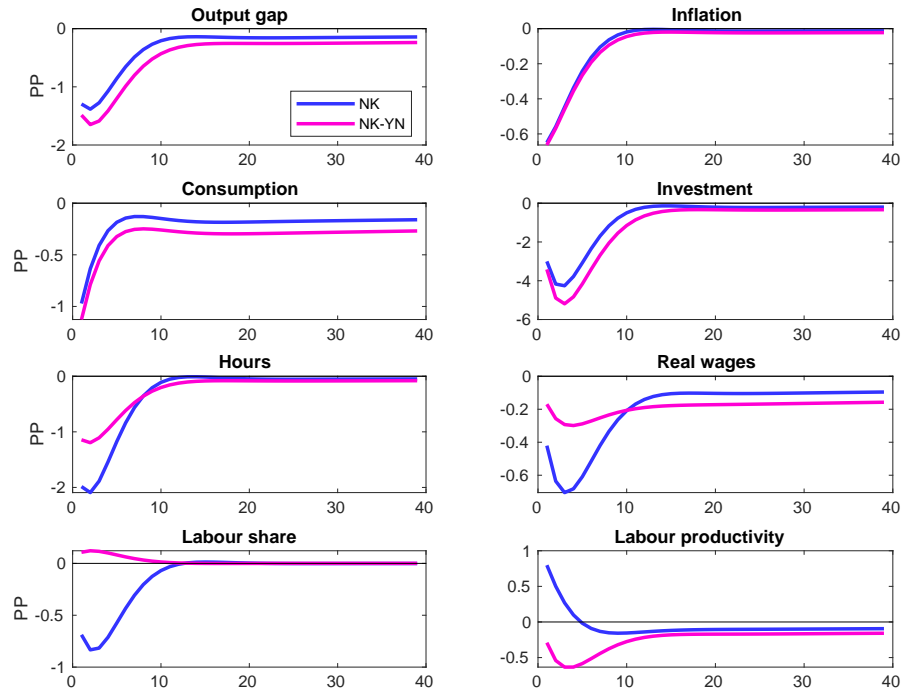 Output gap
0
-1
-2
PP
0 10 20 30 40
NK
NK-YN
Inflation
0
-0.2
-0.4
-0.6
0 10 20 30 40
Consumption
0
-0.5
-1
PP
0 10 20 30 40
Investment
0
-2
-4
-6
0 10 20 30 40
Hours
0
-1
-2
PP
0 10 20 30 40
Real wages
0
-0.2
-0.4
-0.6
0 10 20 30 40
Labour share
0
-0.5
-1
PP
0 10 20 30 40
Labour productivity
1
0.5
0
-0.5
0 10 20 30 40